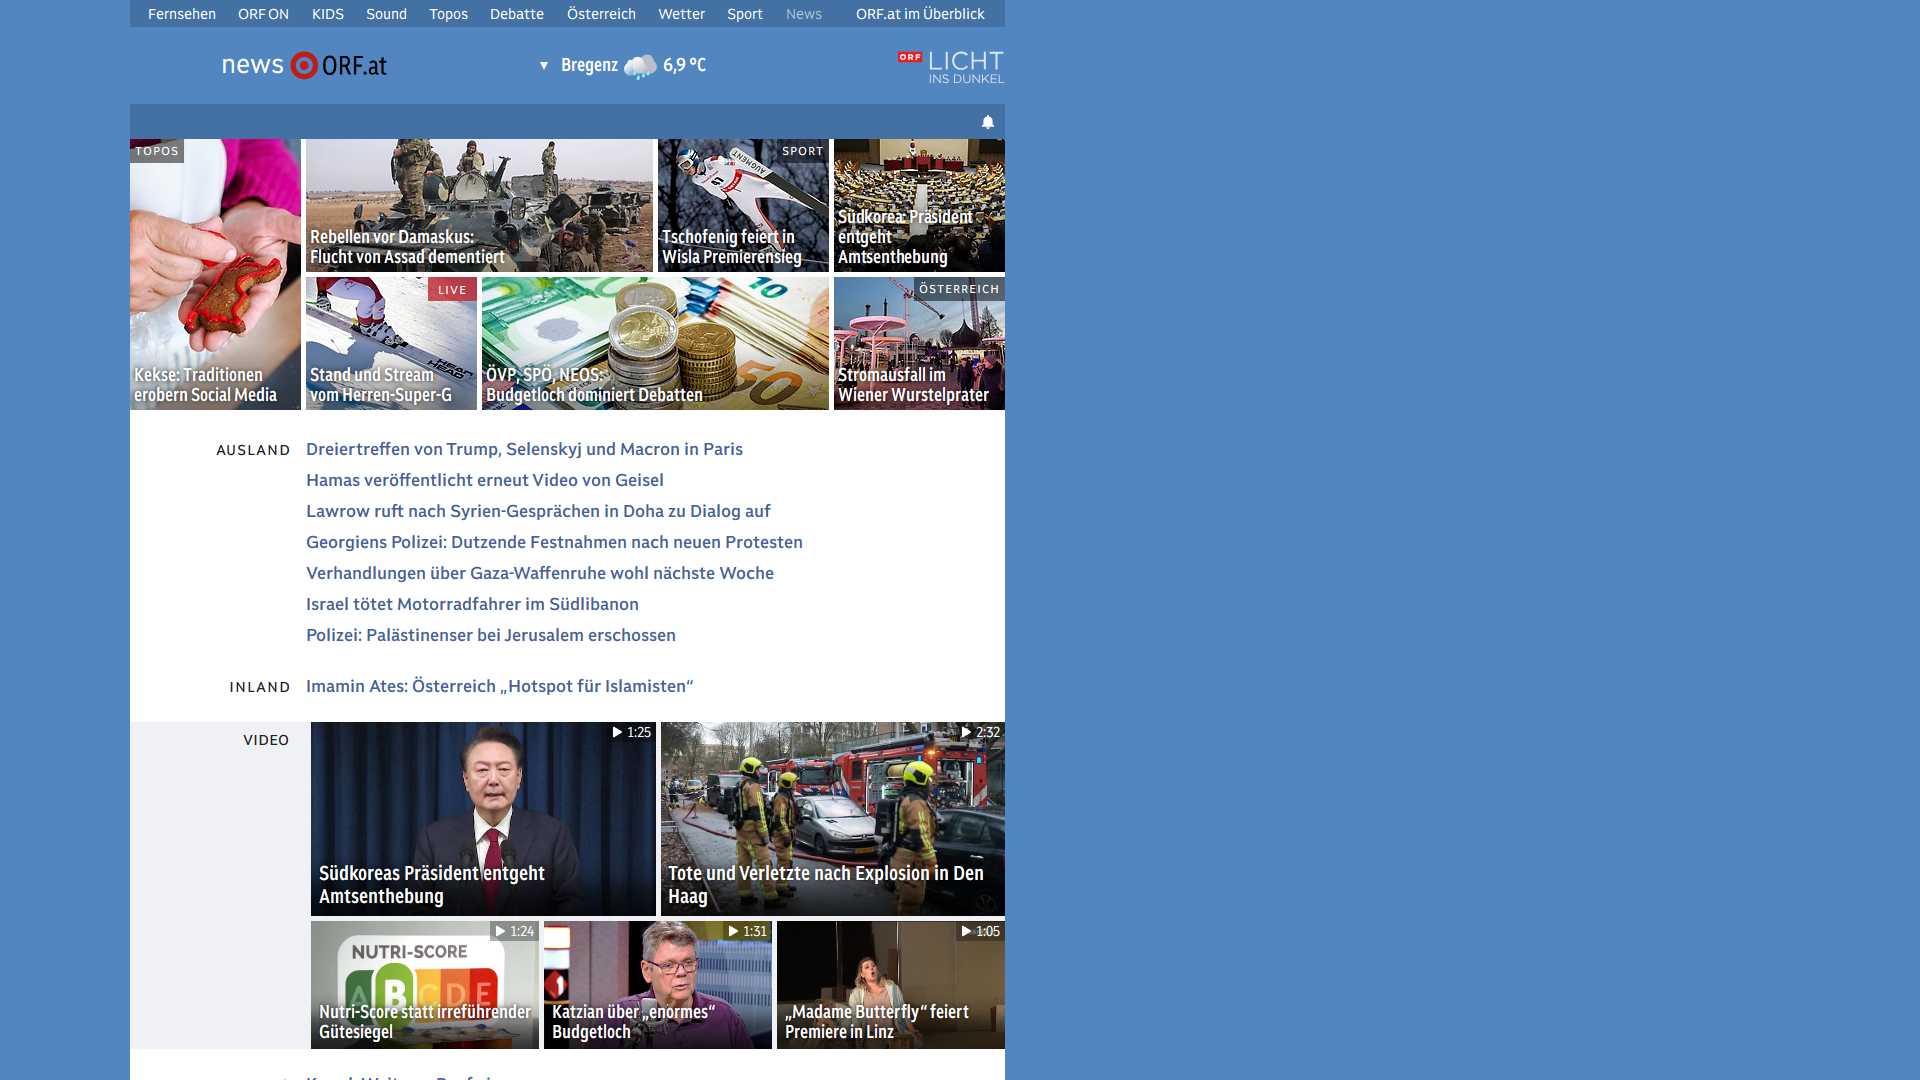 Fernsehen ORF ON KIDS Sound Topos Debatte Österreich Wetter Sport News ORF.at im Überblick
news ORF.at
Bregenz 6,9 °C
ORF LICHT
INS DUNKEL
TOPOS
Kekse: Traditionen
erobern Social Media
Rebellen vor Damaskus:
Flucht von Assad dementiert
SPORT
AUGMENT
Tschofenig feiert in
Wisla Premierensieg
Südkorea: Präsident
entgeht
Amtsenthebung
LIVE
HEAD
Stand und Stream
vom Herren-Super-G
10
2
50
ÖVP, SPÖ, NEOS:
Budgetloch dominiert Debatten
ÖSTERREICH
Stromausfall im
Wiener Wurstelprater
AUSLAND
Dreiertreffen von Trump, Selenskyj und Macron in Paris
Hamas veröffentlicht erneut Video von Geisel
Lawrow ruft nach Syrien-Gesprächen in Doha zu Dialog auf
Georgiens Polizei: Dutzende Festnahmen nach neuen Protesten
Verhandlungen über Gaza-Waffenruhe wohl nächste Woche
Israel tötet Motorradfahrer im Südlibanon
Polizei: Palästinenser bei Jerusalem erschossen
INLAND
Imamin Ates: Österreich „Hotspot für Islamisten“
VIDEO
1:25
Südkoreas Präsident entgeht
Amtsenthebung
2:32
Tote und Verletzte nach Explosion in Den
Haag
1:24
NUTRI-SCORE
A B C D E
Nutri-Score statt irreführender
Gütesiegel
1:31
1
Katzian über „enormes“
Budgetloch
1:05
„Madame Butterfly“ feiert
Premiere in Linz